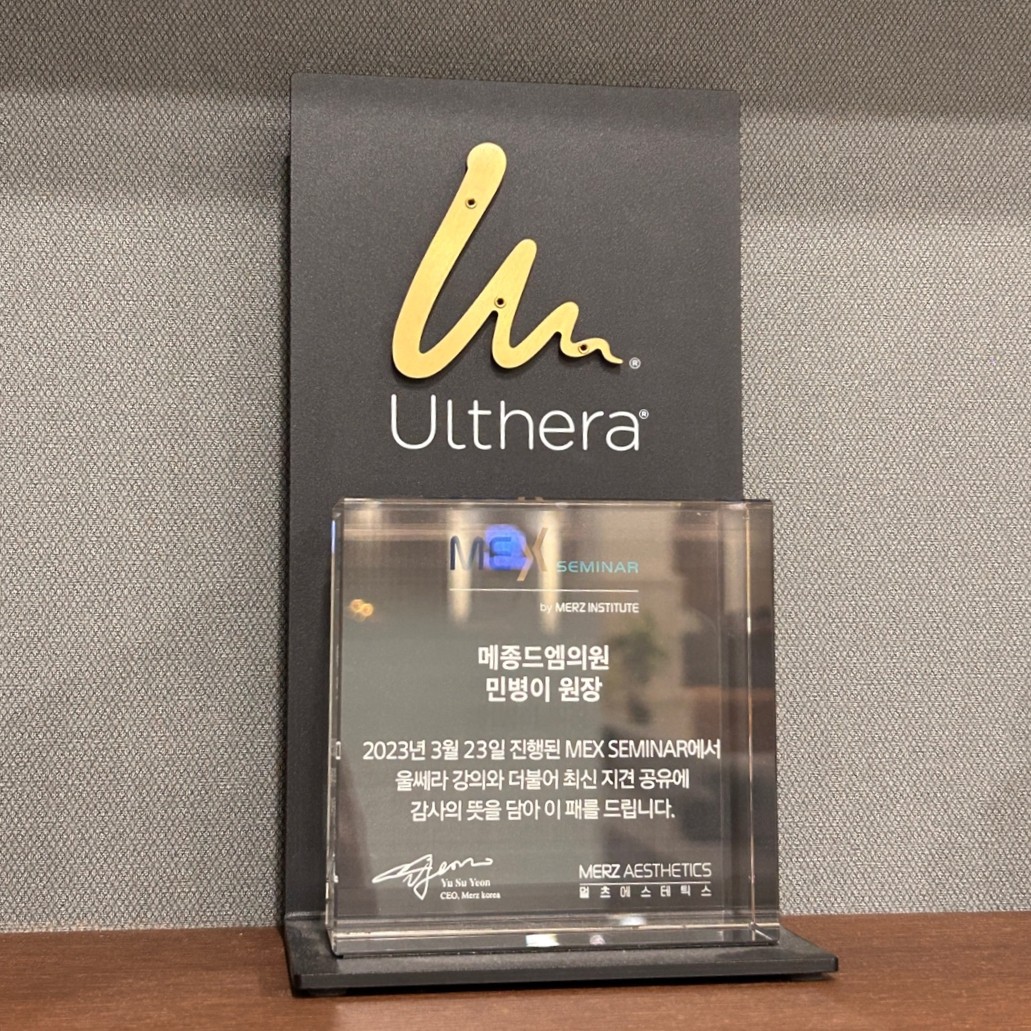 Ulthera®
MEX SEMINAR
by MERZ INSTITUTE
메종드엠의원
민병이 원장
2023년 3월 23일 진행된 MEX SEMINAR에서
울쎄라 강의와 더불어 최신 지견 공유에
감사의 뜻을 담아 이 패를 드립니다.
Yu Su Yeon
CEO, Merz korea
MERZ AESTHETICS
멀츠에스테틱스